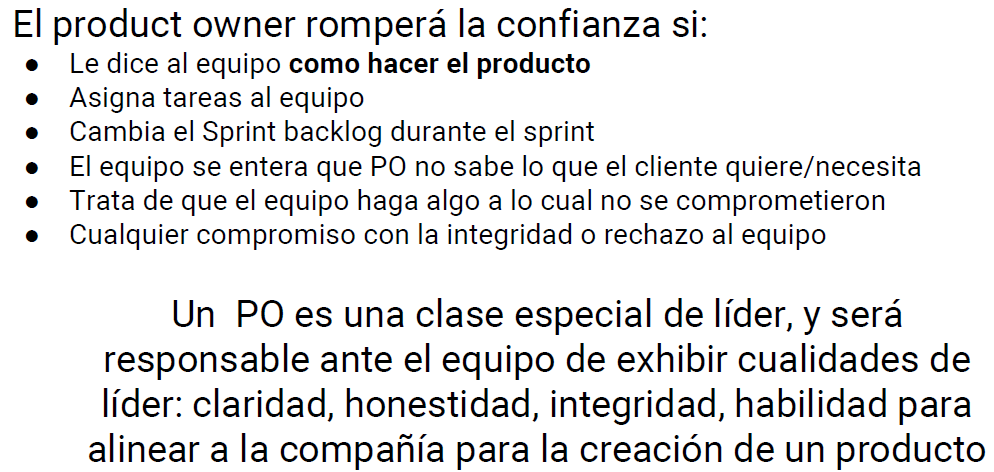 El product owner romperá la confianza si:
● Le dice al equipo como hacer el producto
● Asigna tareas al equipo
● Cambia el Sprint backlog durante el sprint
● El equipo se entera que PO no sabe lo que el cliente quiere/necesita
● Trata de que el equipo haga algo a lo cual no se comprometieron
● Cualquier compromiso con la integridad o rechazo al equipo
Un  PO es una clase especial de líder, y será
responsable ante el equipo de exhibir cualidades de
líder: claridad, honestidad, integridad, habilidad para
alinear a la compañía para la creación de un producto